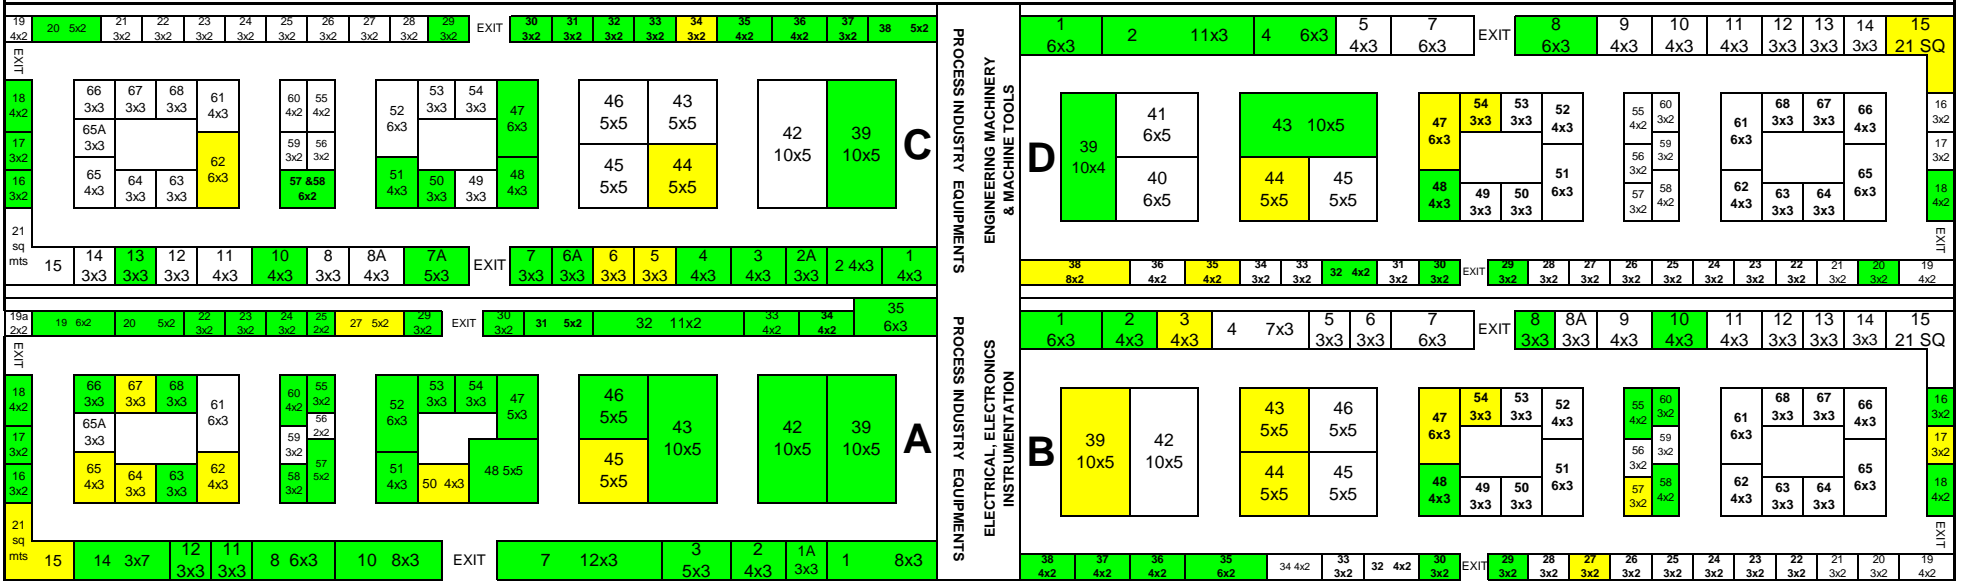 19
4x2
20 5x2
21
3x2
22
3x2
23
3x2
24
3x2
25
3x2
26
3x2
27
3x2
28
3x2
29
3x2
EXIT
30
3x2
31
3x2
32
3x2
33
3x2
34
3x2
35
4x2
36
4x2
37
3x2
38 5x2
EXIT
18
4x2
17
3x2
16
3x2
21
sq
mts
15
66
3x3
67
3x3
68
3x3
61
4x3
65A
3x3
62
6x3
65
4x3
64
3x3
63
3x3
60
4x2
55
4x2
59
3x2
56
3x2
57 &58
6x2
52
6x3
53
3x3
54
3x3
47
6x3
51
4x3
50
3x3
49
3x3
48
4x3
46
5x5
43
5x5
45
5x5
44
5x5
42
10x5
39
10x5
C
14
3x3
13
3x3
12
3x3
11
4x3
10
4x3
8
3x3
8A
4x3
7A
5x3
EXIT
7
3x3
6A
3x3
6
3x3
5
3x3
4
4x3
3
4x3
2A
3x3
2 4x3
1
4x3
PROCESS INDUSTRY EQUIPMENTS
ENGINEERING MACHINERY
& MACHINE TOOLS
1
6x3
2 11x3
4 6x3
5
4x3
7
6x3
EXIT
8
6x3
9
4x3
10
4x3
11
4x3
12
3x3
13
3x3
14
3x3
15
21 SQ
D
39
10x4
41
6x5
40
6x5
43 10x5
44
5x5
45
5x5
47
6x3
54
3x3
53
3x3
52
4x3
48
4x3
49
3x3
50
3x3
51
6x3
55
4x2
60
3x2
59
3x2
56
3x2
57
3x2
58
4x2
61
6x3
68
3x3
67
3x3
66
4x3
62
4x3
63
3x3
64
3x3
65
6x3
16
3x2
17
3x2
18
4x2
EXIT
38
8x2
36
4x2
35
4x2
34
3x2
33
3x2
32 4x2
31
3x2
30
3x2
EXIT
29
3x2
28
3x2
27
3x2
26
3x2
25
3x2
24
3x2
23
3x2
22
3x2
21
3x2
20
3x2
19
4x2
19a
2x2
19 6x2
20 5x2
22
3x2
23
3x2
24
3x2
25
2x2
27 5x2
29
3x2
EXIT
30
3x2
31 5x2
32 11x2
33
4x2
34
4x2
35
6x3
EXIT
18
4x2
17
3x2
16
3x2
21
sq
mts
15
66
3x3
67
3x3
68
3x3
61
6x3
65A
3x3
65
4x3
64
3x3
63
3x3
62
4x3
60
4x2
55
3x2
56
2x2
59
3x2
57
5x2
58
3x2
52
6x3
53
3x3
54
3x3
47
5x3
51
4x3
50 4x3
48 5x5
46
5x5
45
5x5
43
10x5
42
10x5
39
10x5
A
14 3x7
12
3x3
11
3x3
8 6x3
10 8x3
EXIT
7 12x3
3
5x3
2
4x3
1A
3x3
1 8x3
PROCESS INDUSTRY EQUIPMENTS
ELECTRICAL, ELECTRONICS
INSTRUMENTATION
1
6x3
2
4x3
3
4x3
4 7x3
5
3x3
6
3x3
7
6x3
EXIT
8
3x3
8A
3x3
9
4x3
10
4x3
11
4x3
12
3x3
13
3x3
14
3x3
15
21 SQ
B
39
10x5
42
10x5
43
5x5
46
5x5
44
5x5
45
5x5
47
6x3
54
3x3
53
3x3
52
4x3
48
4x3
49
3x3
50
3x3
51
6x3
55
4x2
60
3x2
59
3x2
56
3x2
57
3x2
58
4x2
61
6x3
68
3x3
67
3x3
66
4x3
62
4x3
63
3x3
64
3x3
65
6x3
16
3x2
17
3x2
18
4x2
EXIT
38
4x2
37
4x2
36
4x2
35
6x2
34 4x2
33
3x2
32 4x2
30
3x2
EXIT
29
3x2
28
3x2
27
3x2
26
3x2
25
3x2
24
3x2
23
3x2
22
3x2
21
3x2
20
3x2
19
4x2